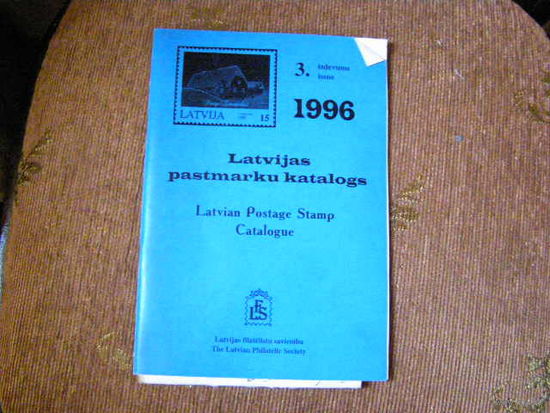 3. izdevums
issue
1996
LATVIJA 15
Latvijas
pastmarku katalogs
Latvian Postage Stamp
Catalogue
LFS
Latvijas filatēlistu savienība
The Latvian Philatelic Society